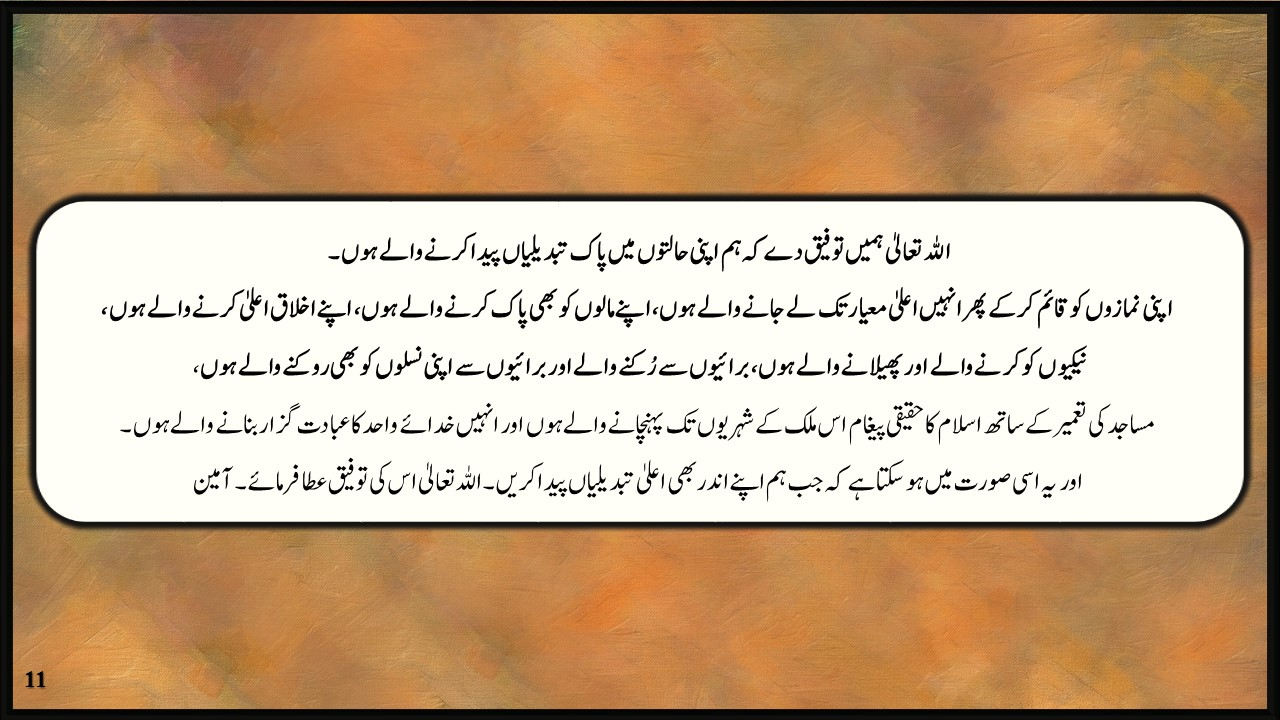 اللہ تعالیٰ ہمیں توفیق دے کہ ہم اپنی حالتوں میں پاک تبدیلیاں پیدا کرنے والے ہوں۔
اپنی نمازوں کو قائم کرکے پھر انہیں اعلیٰ معیار تک لے جانے والے ہوں، اپنے مالوں کو بھی پاک کرنے والے ہوں، اپنے اخلاق اعلیٰ کرنے والے ہوں،
نیکیوں کو کرنے والے اور پھیلانے والے ہوں، برائیوں سے رُکنے والے اور برائیوں سے اپنی نسلوں کو بھی روکنے والے ہوں،
مساجد کی تعمیر کے ساتھ اسلام کا حقیقی پیغام اس ملک کے شہریوں تک پہنچانے والے ہوں اور انہیں خدائے واحد کا عبادت گزار بنانے والے ہوں۔
اور یہ اسی صورت میں ہو سکتا ہے کہ جب ہم اپنے اندر بھی اعلیٰ تبدیلیاں پیدا کریں۔ اللہ تعالیٰ اس کی توفیق عطا فرمائے۔ آمین
11